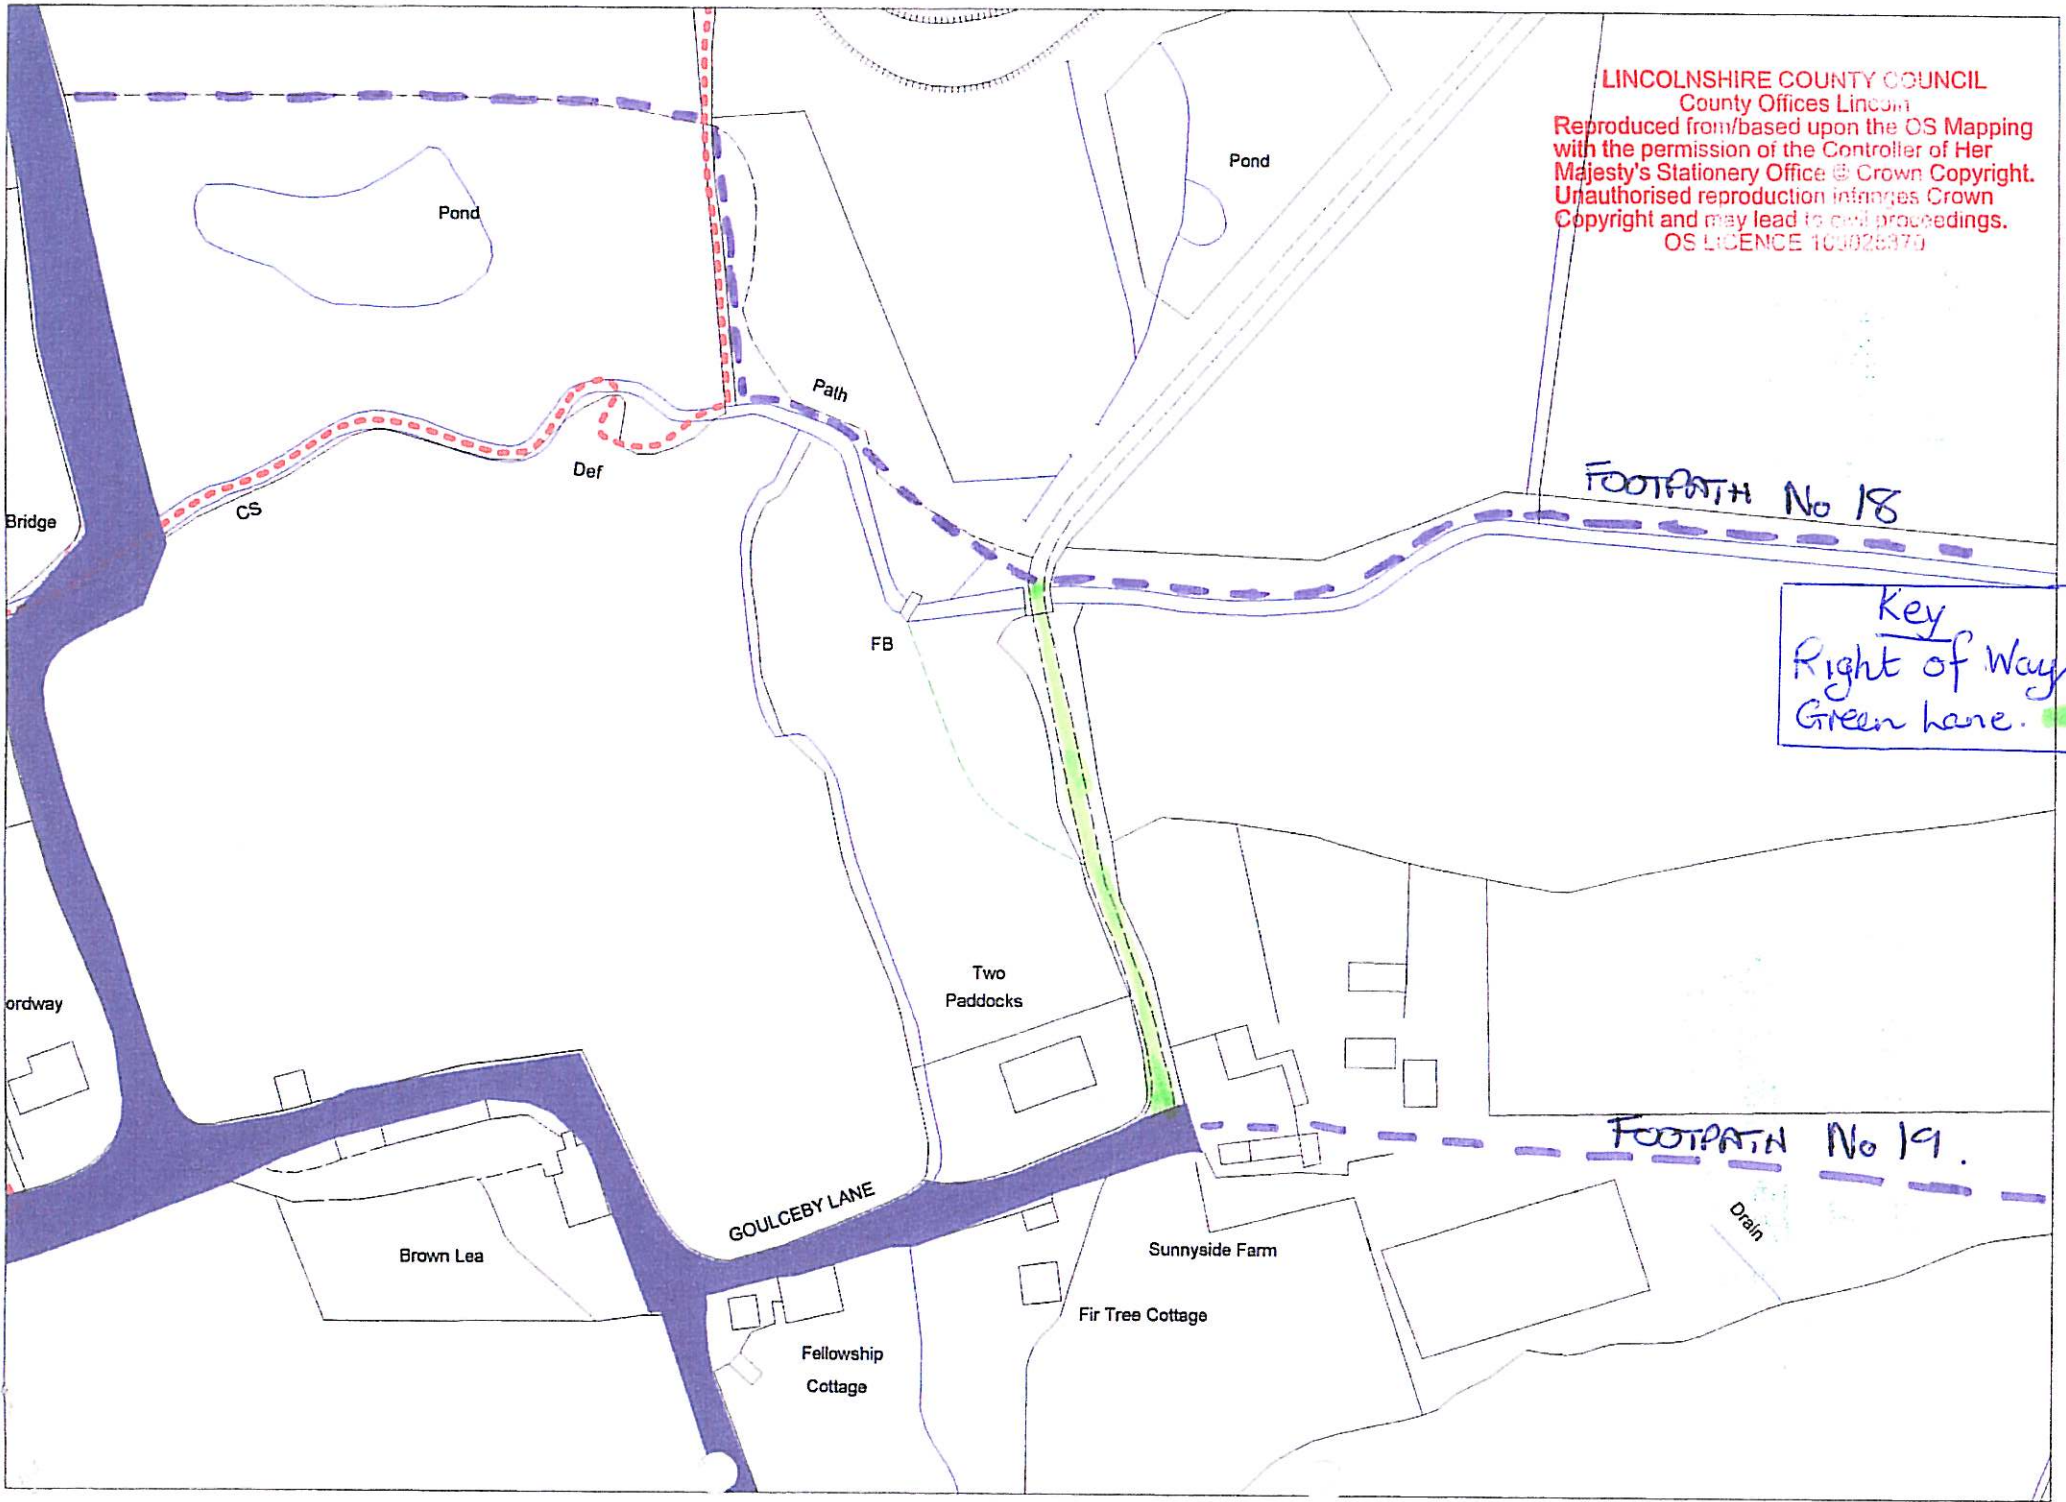 LINCOLNSHIRE COUNTY COUNCIL
County Offices Lincoln
Reproduced from/based upon the OS Mapping
with the permission of the Controller of Her
Majesty's Stationery Office © Crown Copyright.
Unauthorised reproduction infringes Crown
Copyright and may lead to civil proceedings.
OS LICENCE
Pond
Pond
Path
Def
CS
Bridge
FOOTPATH No 18
Key
Right of Way
Green Lane.
FB
Two
Paddocks
ordway
FOOTPATH No 19.
GOULCEBY LANE
Drain
Brown Lea
Sunnyside Farm
Fir Tree Cottage
Fellowship
Cottage